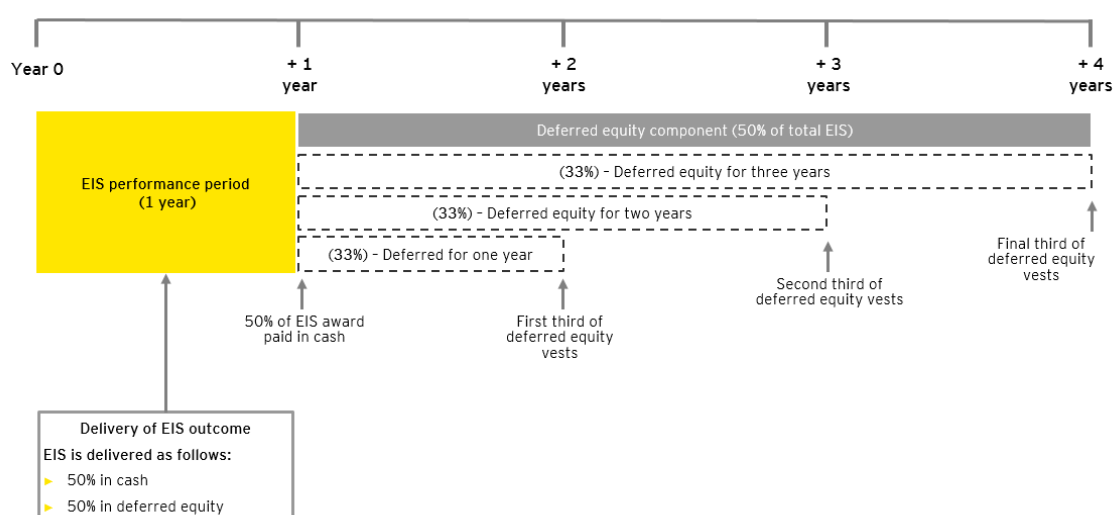 Year 0
+ 1
year
+ 2
years
+ 3
years
+ 4
years
Deferred equity component (50% of total EIS)
EIS performance period
(1 year)
(33%) – Deferred equity for three years
(33%) – Deferred equity for two years
(33%) – Deferred for one year
50% of EIS award
paid in cash
First third of
deferred equity
vests
Second third of
deferred equity vests
Final third of
deferred equity
vests
Delivery of EIS outcome
EIS is delivered as follows:
► 50% in cash
► 50% in deferred equity